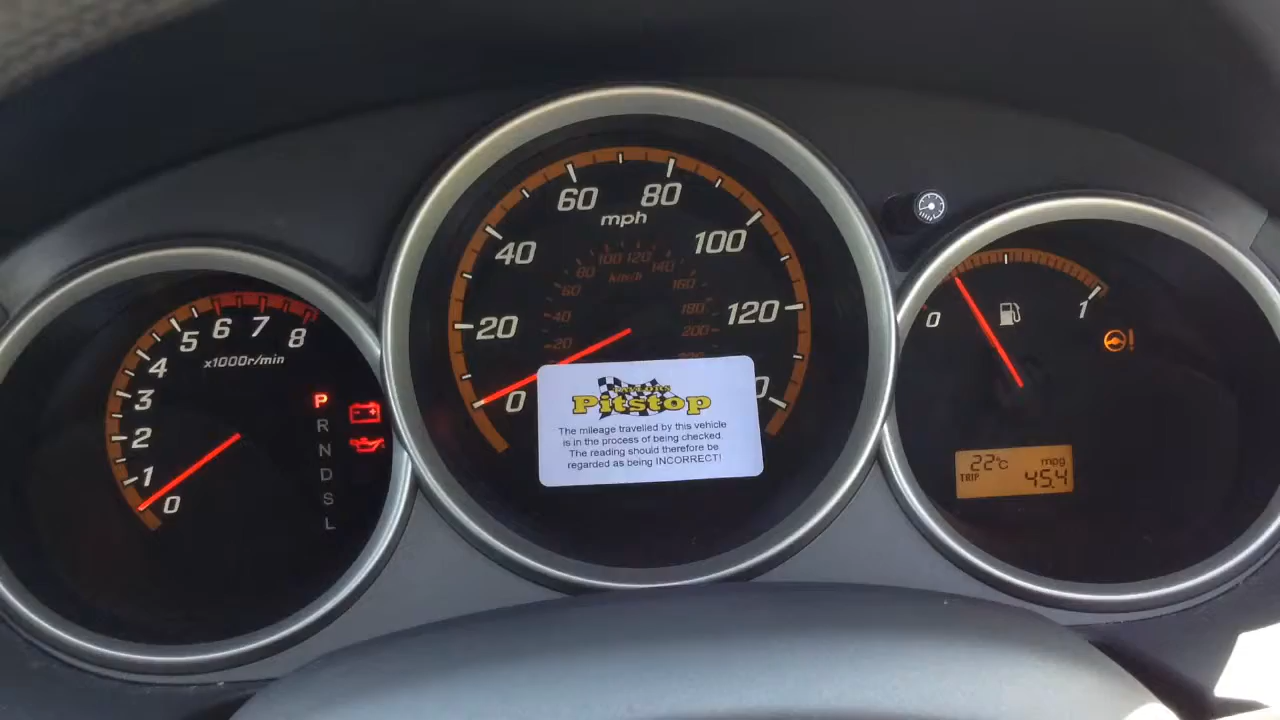 60 80
mph
40 100
100 120
80 140
km/h
60 160
40 180
20 200
20 120
0
5 6 7 8
4
x1000r/min
3
2
1
0
P
R
N
D
S
L
TAYLORS
Pitstop
The mileage travelled by this vehicle
is in the process of being checked.
The reading should therefore be
regarded as being INCORRECT!
0 1
22°C mpg
TRIP 45.4